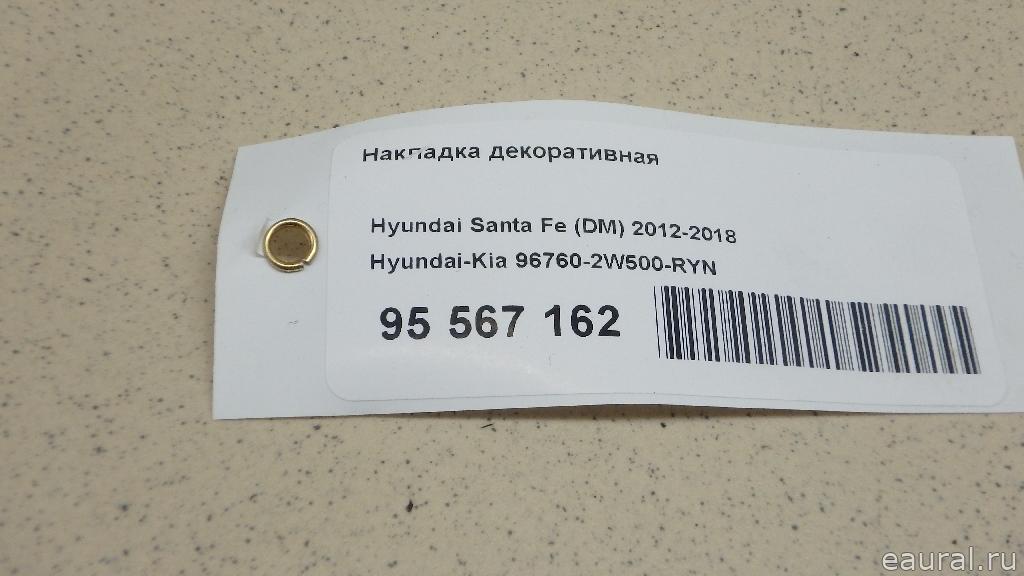 Накладка декоративная
Hyundai Santa Fe (DM) 2012-2018
Hyundai-Kia 96760-2W500-RYN
95 567 162
eaural.ru